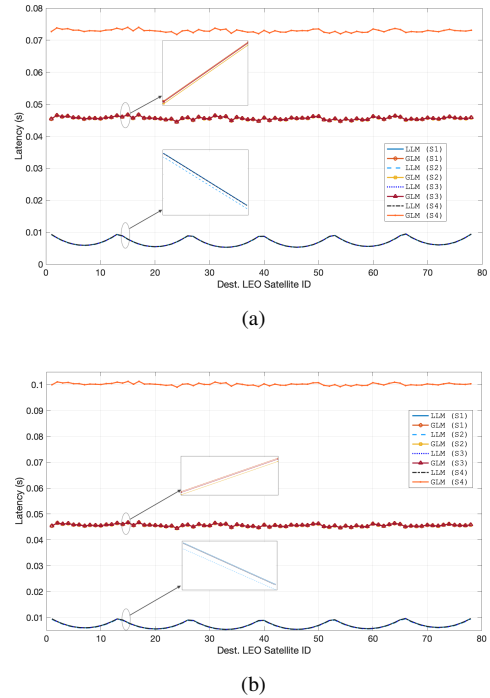 0.08
0.07
0.06
0.05
0.04
0.03
0.02
0.01
0
Latency (s)
LLM (S1)
GLM (S1)
LLM (S2)
GLM (S2)
LLM (S3)
GLM (S3)
LLM (S4)
GLM (S4)
0 10 20 30 40 50 60 70 80
Dest. LEO Satellite ID
(a)
0.1
0.09
0.08
0.07
0.06
0.05
0.04
0.03
0.02
0.01
Latency (s)
LLM (S1)
GLM (S1)
LLM (S2)
GLM (S2)
LLM (S3)
GLM (S3)
LLM (S4)
GLM (S4)
0 10 20 30 40 50 60 70 80
Dest. LEO Satellite ID
(b)